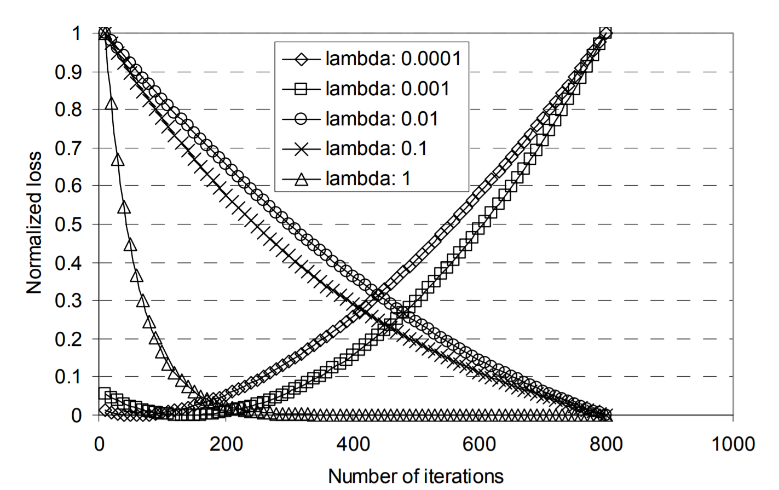 1
0.9
0.8
0.7
0.6
0.5
0.4
0.3
0.2
0.1
0
Normalized loss
lambda: 0.0001
lambda: 0.001
lambda: 0.01
lambda: 0.1
lambda: 1
0 200 400 600 800 1000
Number of iterations